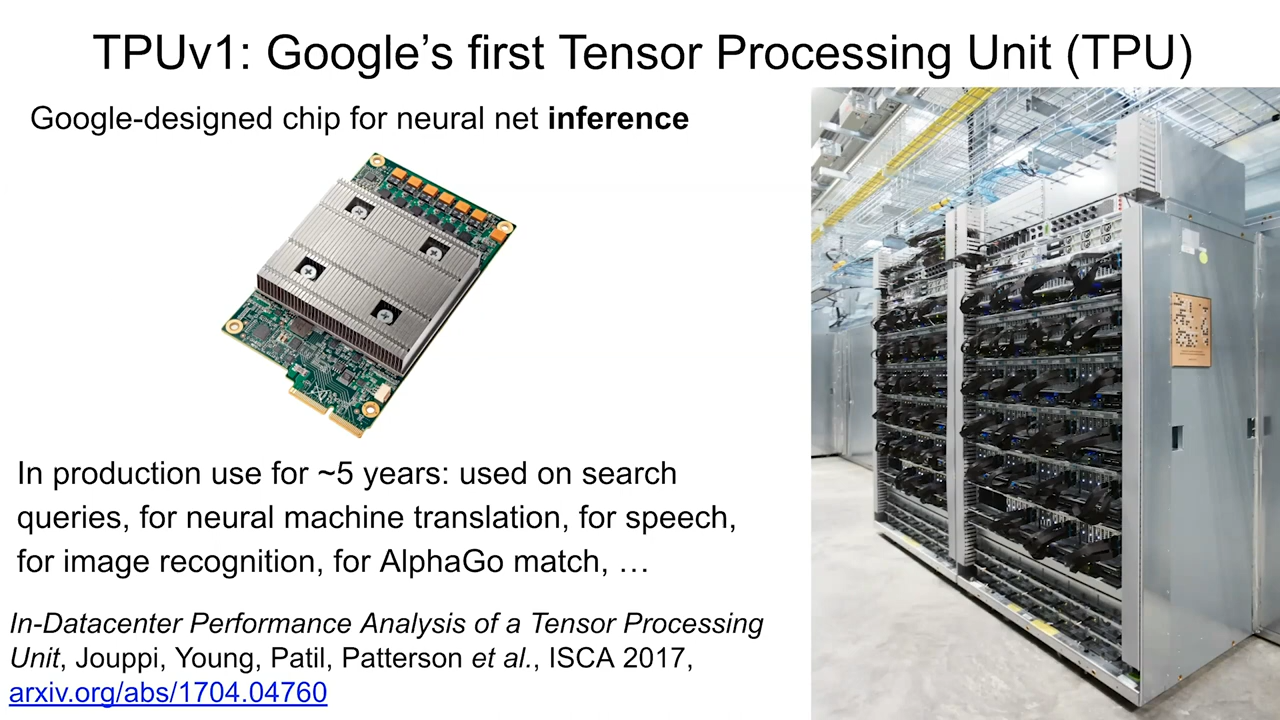 TPUv1: Google’s first Tensor Processing Unit (TPU)
Google-designed chip for neural net inference
In production use for ~5 years: used on search
queries, for neural machine translation, for speech,
for image recognition, for AlphaGo match, …
In-Datacenter Performance Analysis of a Tensor Processing
Unit, Jouppi, Young, Patil, Patterson et al., ISCA 2017,
arxiv.org/abs/1704.04760